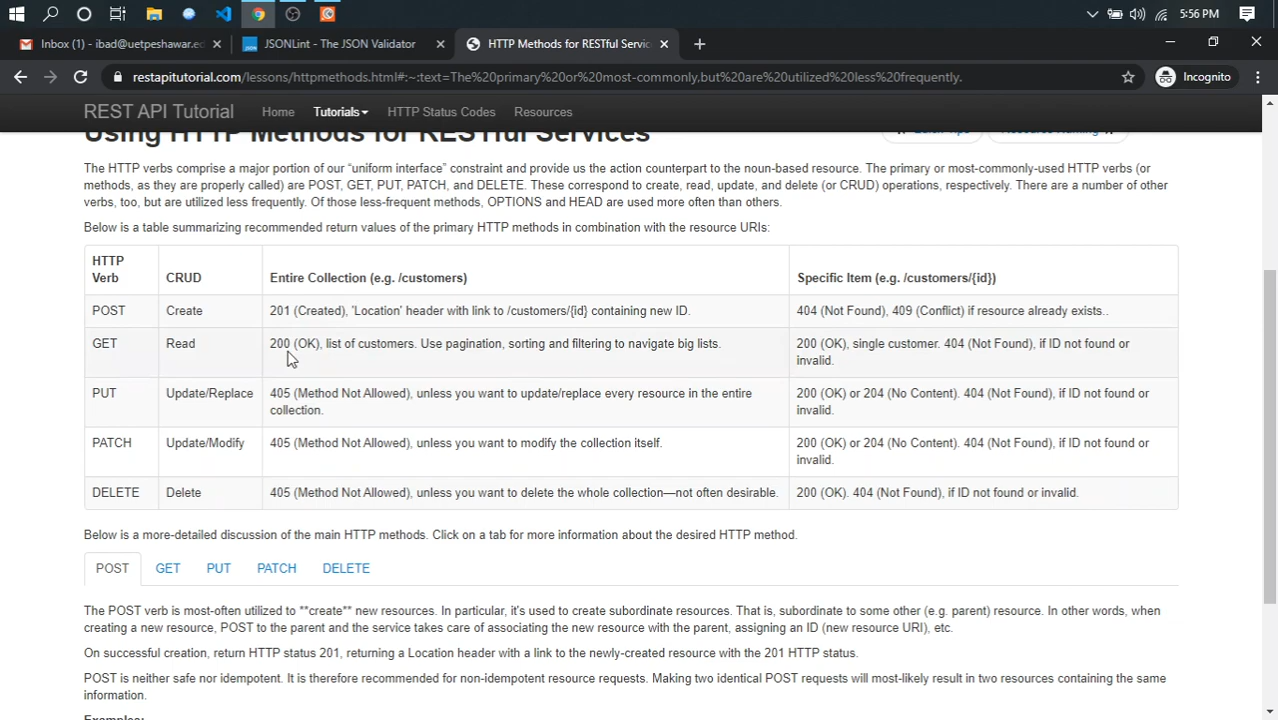 5:56 PM
Inbox (1) - ibad@uetpeshawar.ed
JSONLint - The JSON Validator
HTTP Methods for RESTful Servic
restapitutorial.com/lessons/httpmethods.html#:~:text=The%20primary%20or%20most-commonly,but%20are%20utilized%20less%20frequently.
Incognito
REST API Tutorial
Home
Tutorials
HTTP Status Codes
Resources
Using HTTP Methods for RESTful Services
Quick Tips
Resource Naming
The HTTP verbs comprise a major portion of our “uniform interface” constraint and provide us the action counterpart to the noun-based resource. The primary or most-commonly-used HTTP verbs (or
methods, as they are properly called) are POST, GET, PUT, PATCH, and DELETE. These correspond to create, read, update, and delete (or CRUD) operations, respectively. There are a number of other
verbs, too, but are utilized less frequently. Of those less-frequent methods, OPTIONS and HEAD are used more often than others.
Below is a table summarizing recommended return values of the primary HTTP methods in combination with the resource URIs:
HTTP
Verb
CRUD
Entire Collection (e.g. /customers)
Specific Item (e.g. /customers/{id})
POST
Create
201 (Created), 'Location' header with link to /customers/{id} containing new ID.
404 (Not Found), 409 (Conflict) if resource already exists..
GET
Read
200 (OK), list of customers. Use pagination, sorting and filtering to navigate big lists.
200 (OK), single customer. 404 (Not Found), if ID not found or
invalid.
PUT
Update/Replace
405 (Method Not Allowed), unless you want to update/replace every resource in the entire
collection.
200 (OK) or 204 (No Content). 404 (Not Found), if ID not found or
invalid.
PATCH
Update/Modify
405 (Method Not Allowed), unless you want to modify the collection itself.
200 (OK) or 204 (No Content). 404 (Not Found), if ID not found or
invalid.
DELETE
Delete
405 (Method Not Allowed), unless you want to delete the whole collection—not often desirable.
200 (OK). 404 (Not Found), if ID not found or invalid.
Below is a more-detailed discussion of the main HTTP methods. Click on a tab for more information about the desired HTTP method.
POST
GET
PUT
PATCH
DELETE
The POST verb is most-often utilized to **create** new resources. In particular, it's used to create subordinate resources. That is, subordinate to some other (e.g. parent) resource. In other words, when
creating a new resource, POST to the parent and the service takes care of associating the new resource with the parent, assigning an ID (new resource URI), etc.
On successful creation, return HTTP status 201, returning a Location header with a link to the newly-created resource with the 201 HTTP status.
POST is neither safe nor idempotent. It is therefore recommended for non-idempotent resource requests. Making two identical POST requests will most-likely result in two resources containing the same
information.
Examples: